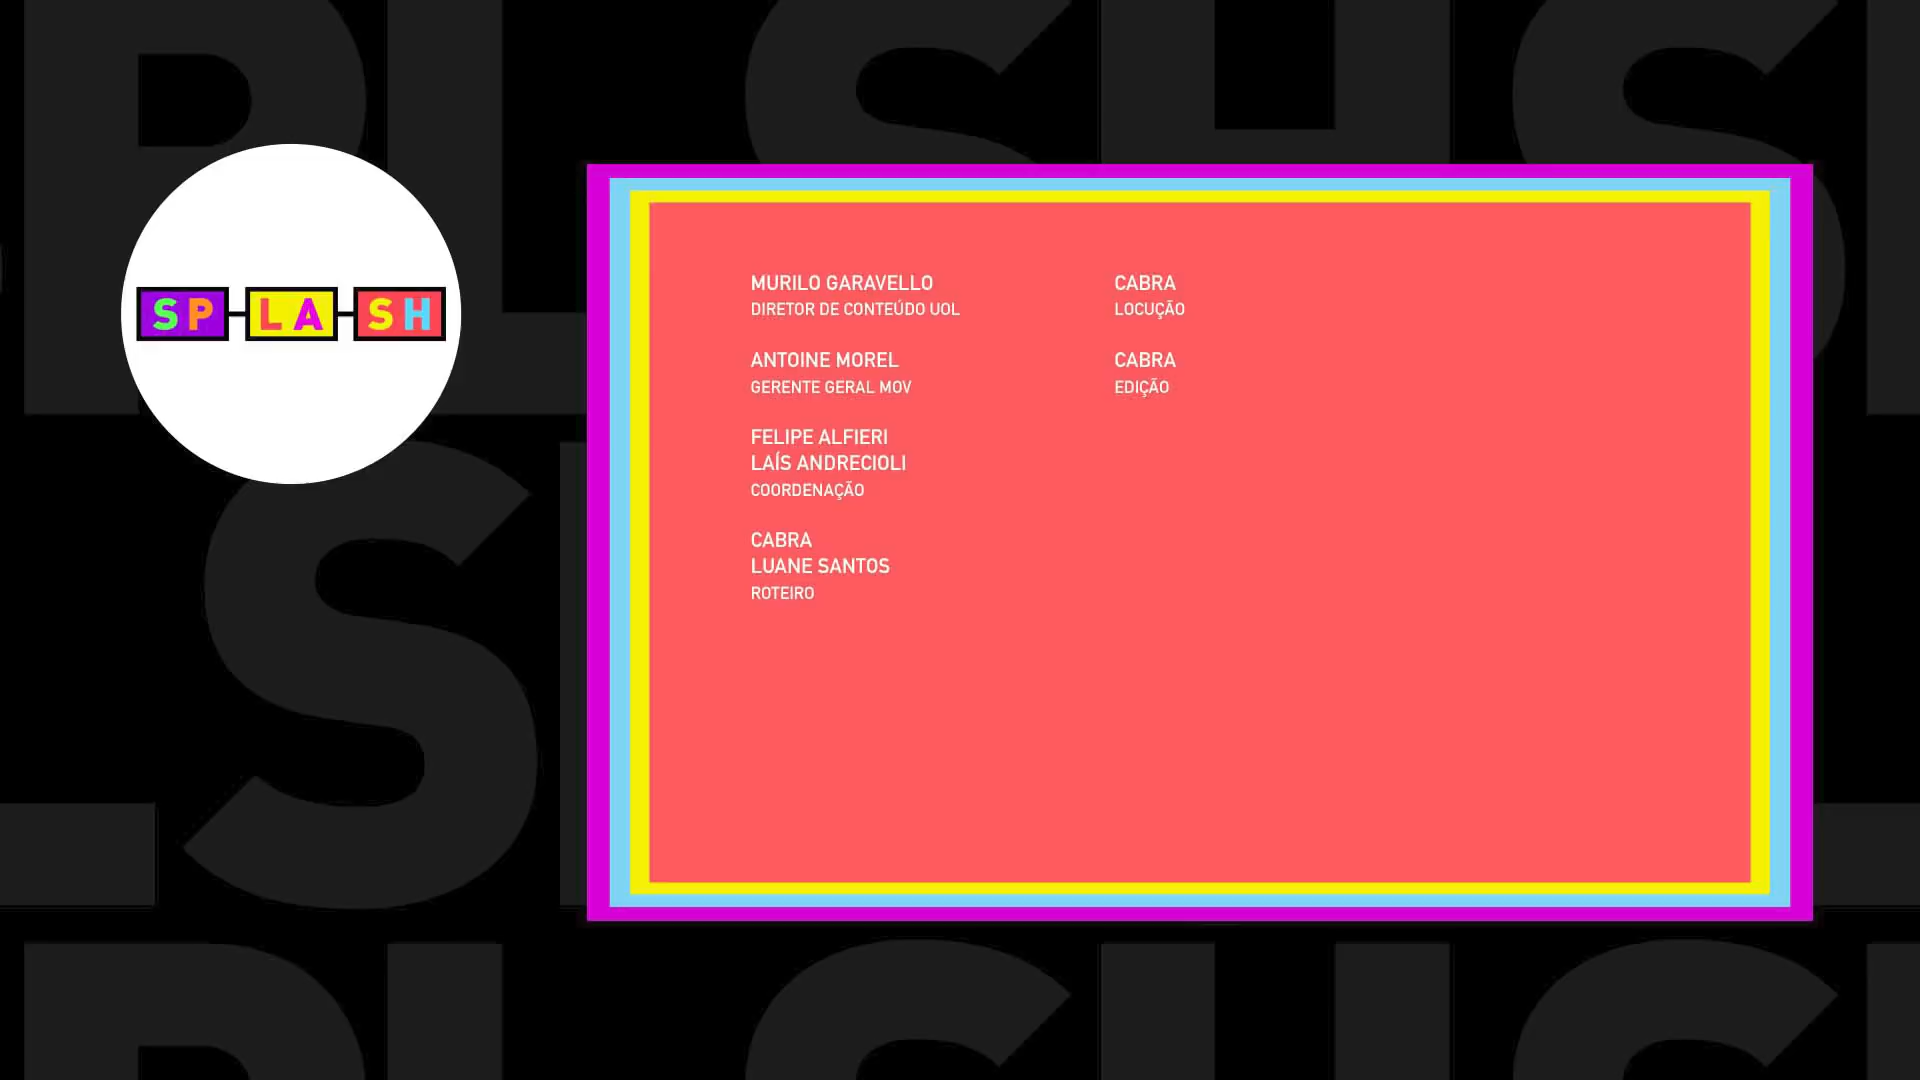 SPLASH
MURILO GARAVELLO
DIRETOR DE CONTEÚDO UOL
ANTOINE MOREL
GERENTE GERAL MOV
FELIPE ALFIERI
LAÍS ANDRECIOLI
COORDENAÇÃO
CABRA
LUANE SANTOS
ROTEIRO
CABRA
LOCUÇÃO
CABRA
EDIÇÃO